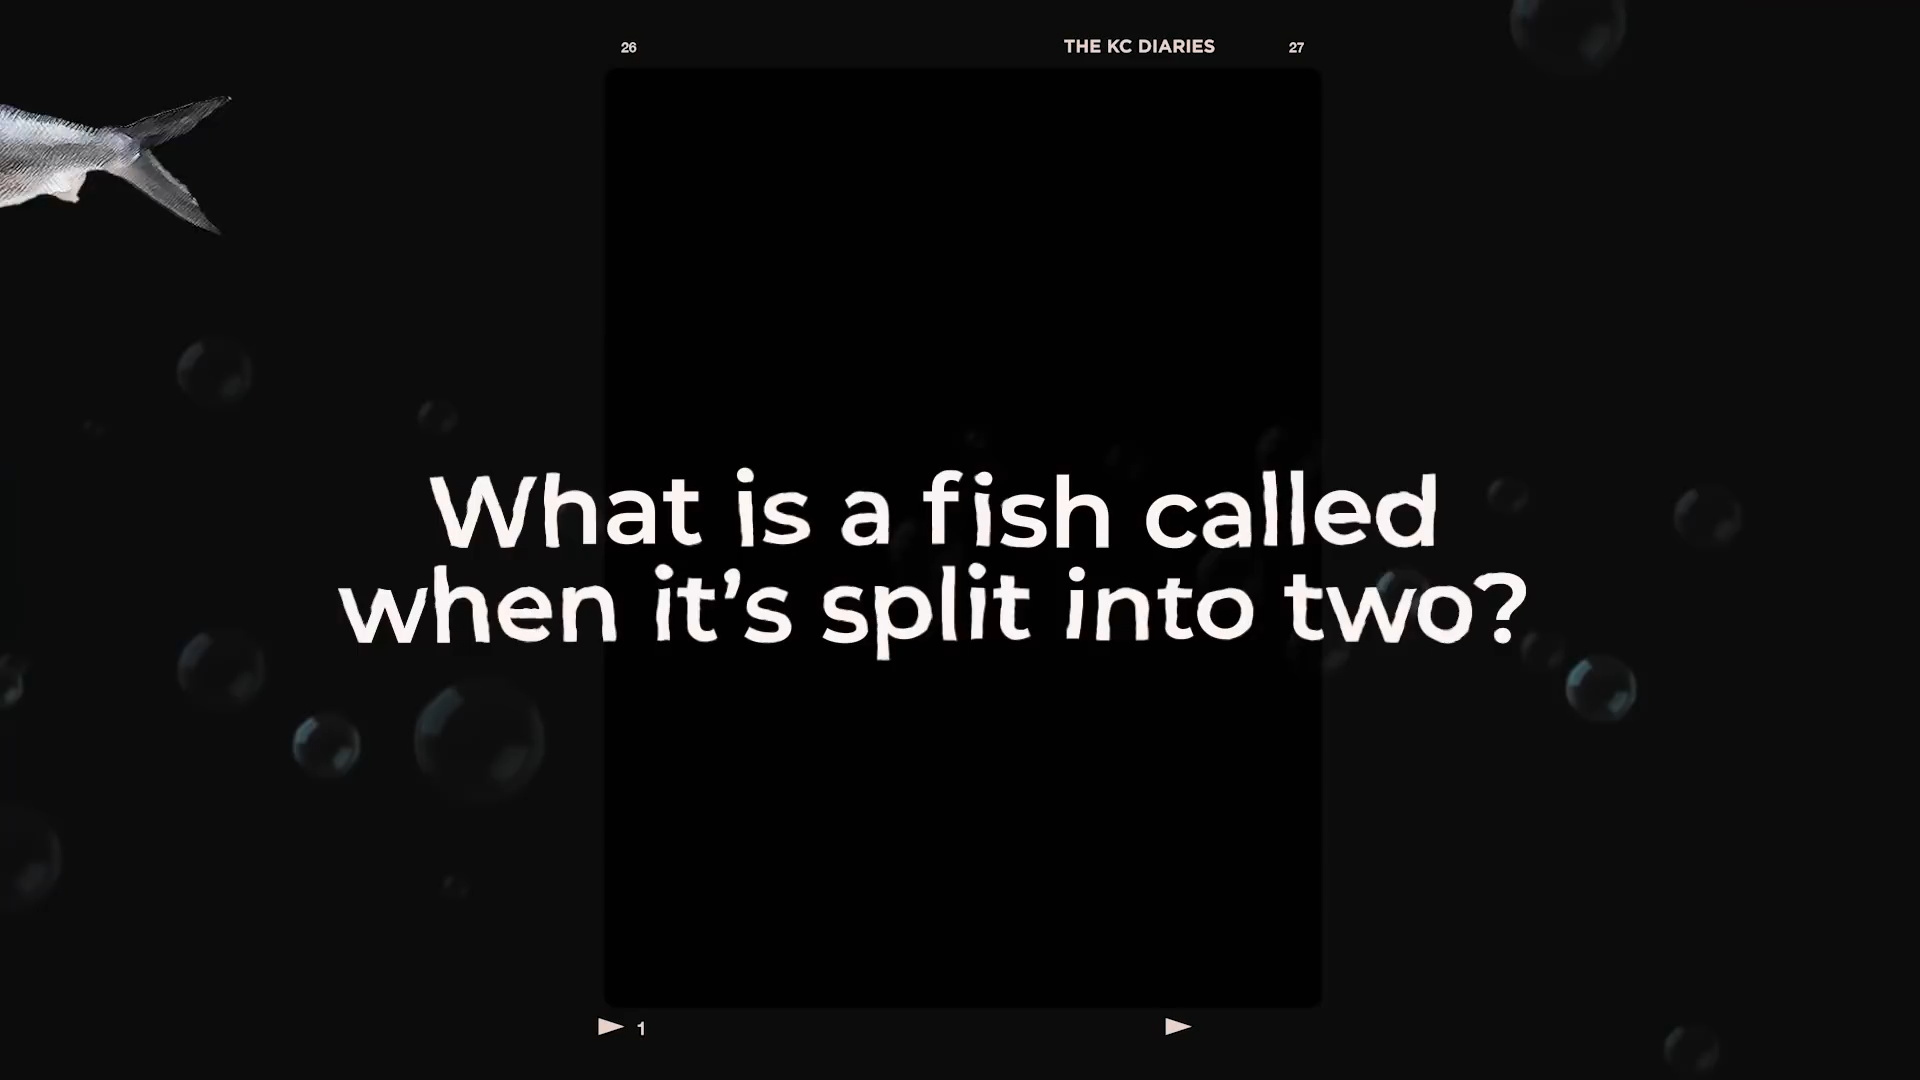 26 THE KC DIARIES 27
What is a fish called
when it’s split into two?
1